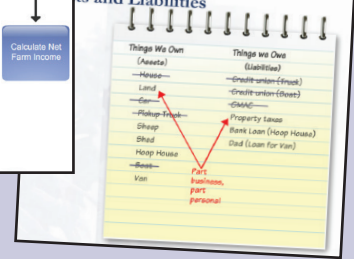 ts and Liabilities
Calculate Net
Farm Income
Things We Own
(Assets)
House
Land
Car
Pickup Truck
Sheep
Shed
Hoop House
Boat
Van
Things we Owe
(Liabilities)
Credit union (Truck)
Credit union (Boat)
GMAC
Property taxes
Bank Loan (Hoop House)
Dad (Loan for Van)
Part
business,
part
personal